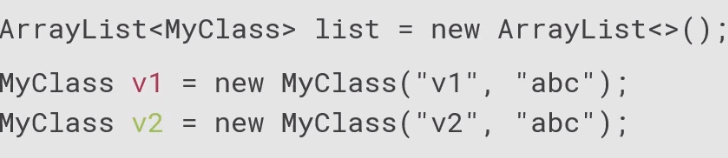 ArrayList<MyClass> list = new ArrayList<>();
MyClass v1 = new MyClass("v1", "abc");
MyClass v2 = new MyClass("v2", "abc");